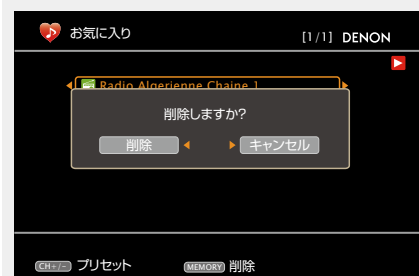 お気に入り [1/1] DENON
Radio Algerienne Chaine 1
削除しますか?
削除 キャンセル
CH+/- プリセット MEMORY 削除